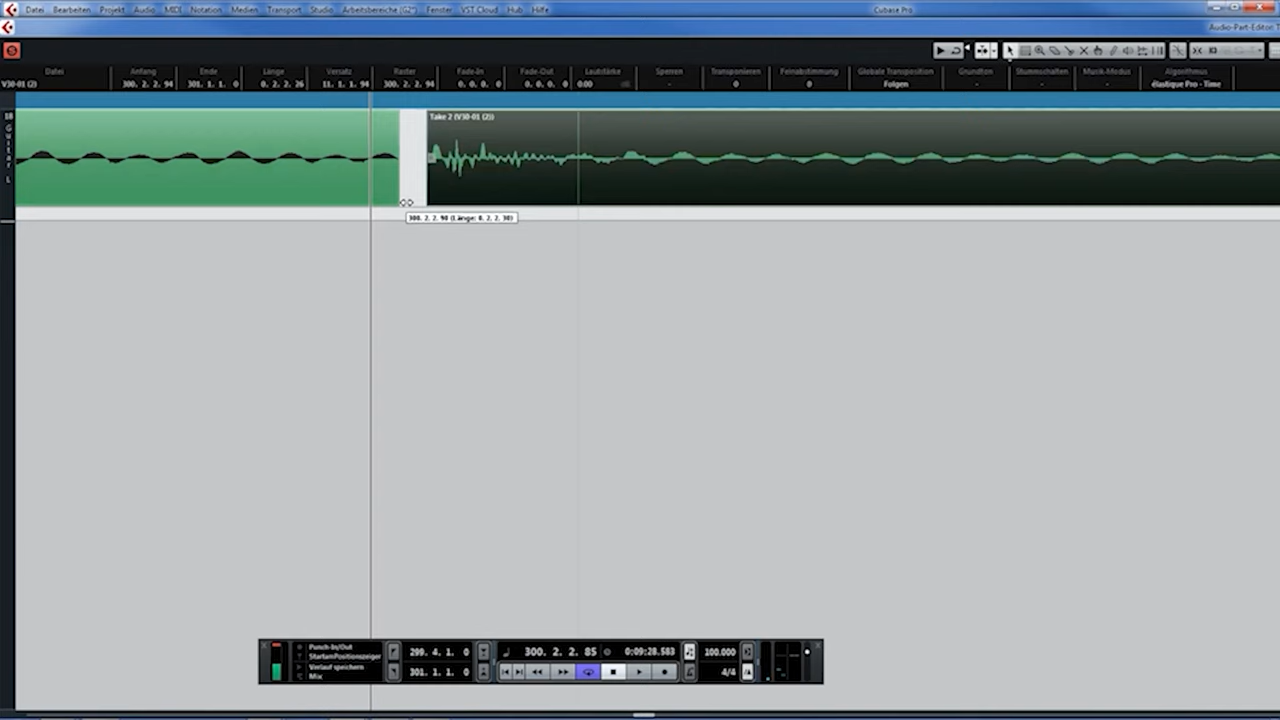 Datei Bearbeiten Projekt Audio MIDI Notation Medien Transport Studio Arbeitsbereiche (G2*) Fenster VST Cloud Hub Hilfe Cubase Pro
Audio-Part-Editor:
Datei Anfang Ende Länge Versatz Raster Fade-In Fade-Out Lautstärke Sperren Transponieren Feinabstimmung Globale Transposition Grundton Stummschalten Musik-Modus Algorithmus
V30-01 (2) 300. 2. 2. 94 301. 1. 1. 0 0. 2. 2. 26 11. 1. 1. 94 300. 2. 2. 94 0. 0. 0. 0 0. 0. 0. 0 0.00 - 0 0 Folgen - - - élastique Pro - Time
18
Guitar L
Take 2 (V30-01 (2))
300. 2. 2. 90 (Länge: 0. 2. 2. 30)
Punch-In/Out
StartamPositionszeiger
Verlauf speichern
Mix
299. 4. 1. 0
301. 1. 1. 0
300. 2. 2. 85
0:09:28.583
100.000
4/4